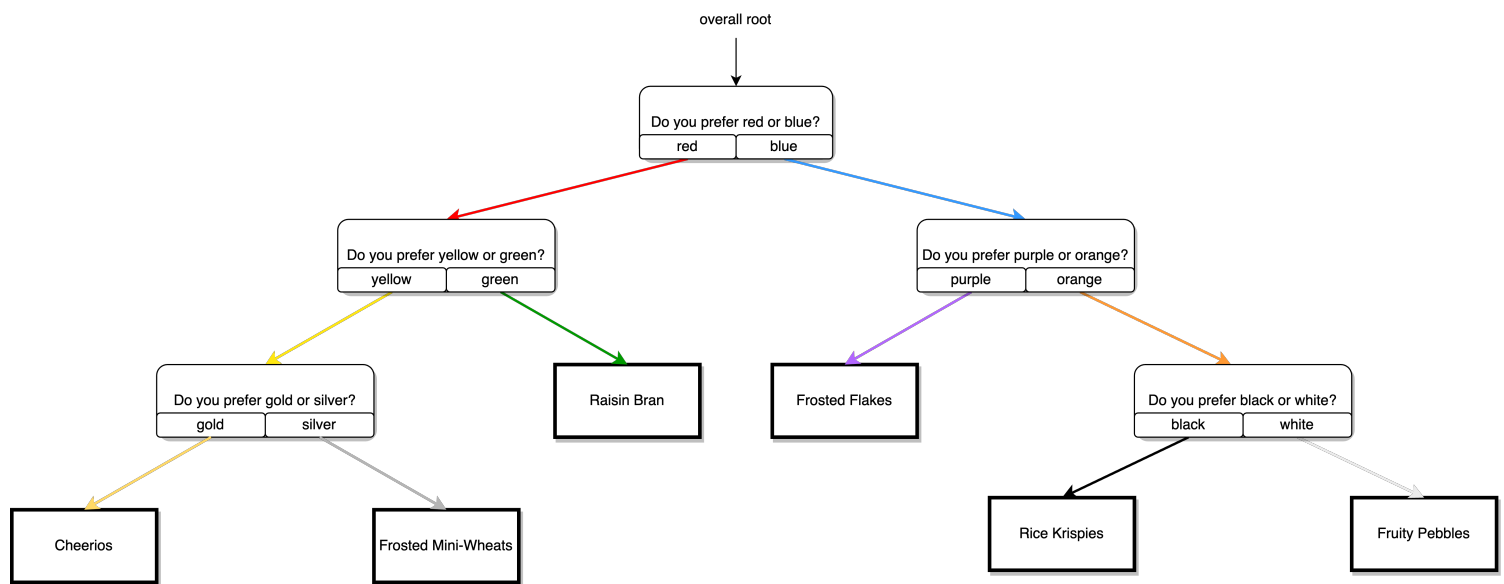 overall root
Do you prefer red or blue?
red
blue
Do you prefer yellow or green?
yellow
green
Do you prefer purple or orange?
purple
orange
Do you prefer gold or silver?
gold
silver
Raisin Bran
Frosted Flakes
Do you prefer black or white?
black
white
Cheerios
Frosted Mini-Wheats
Rice Krispies
Fruity Pebbles